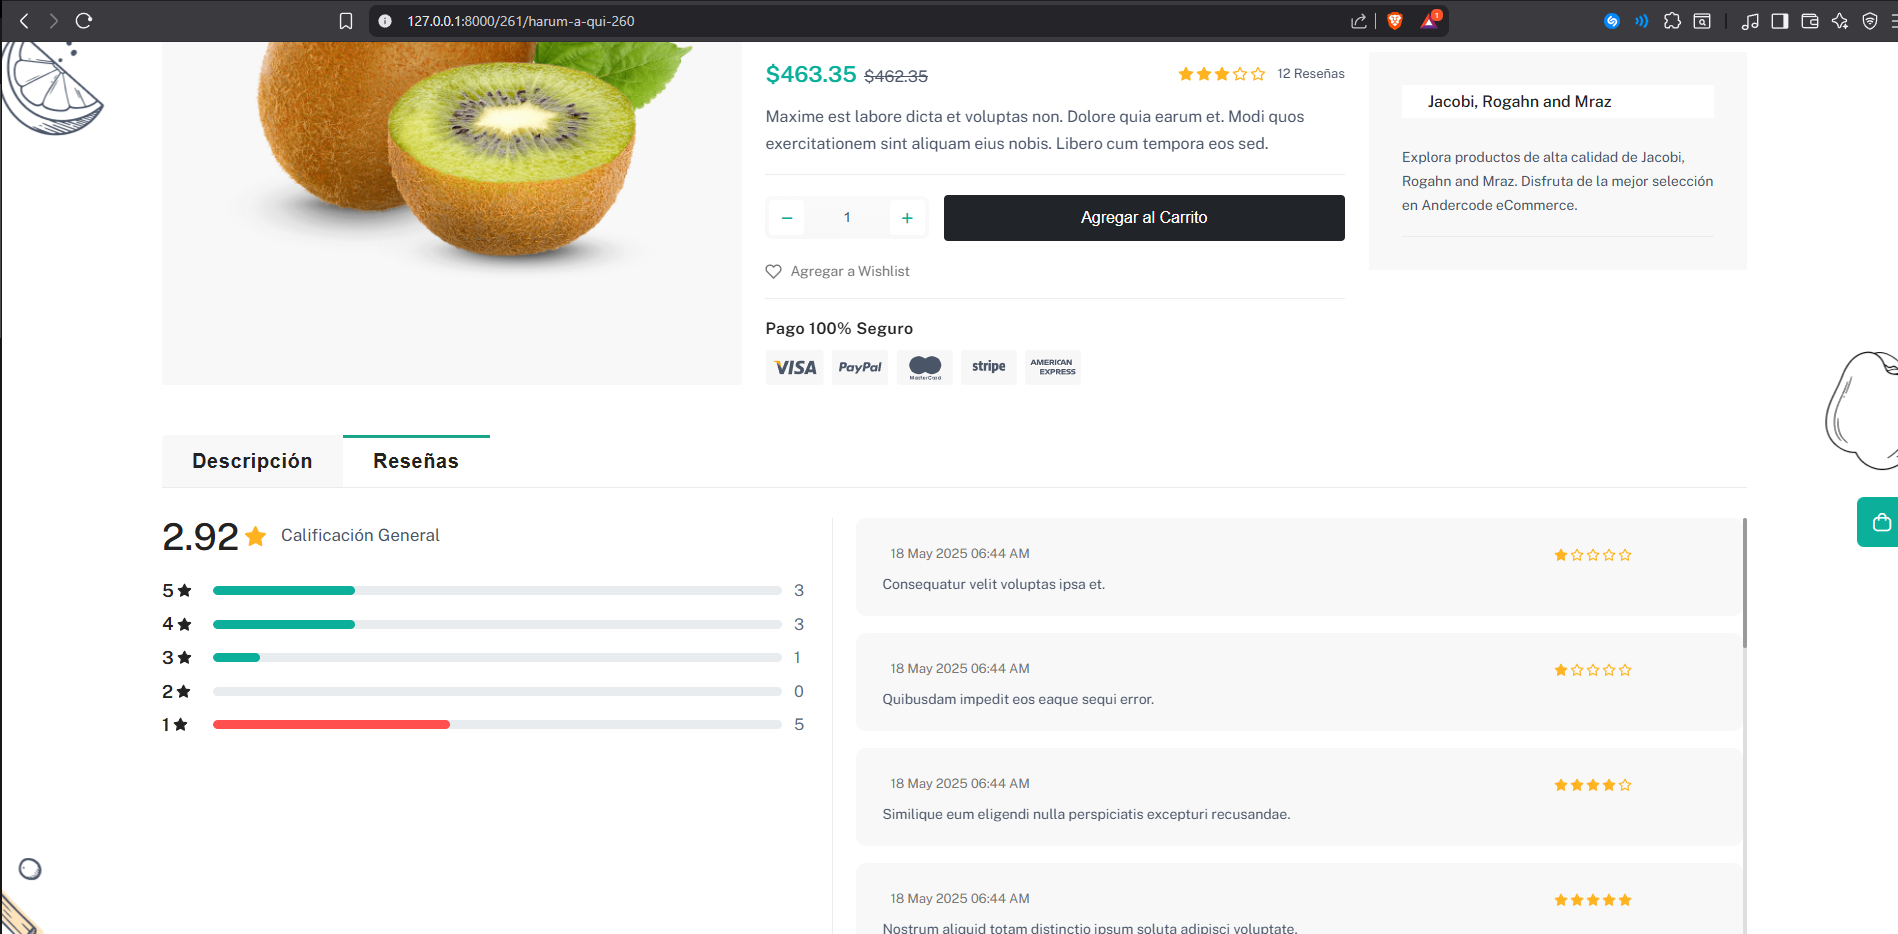 127.0.0.1:8000/261/harum-a-qui-260
1
$463.35 $462.35
12 Reseñas
Maxime est labore dicta et voluptas non. Dolore quia earum et. Modi quos
exercitationem sint aliquam eius nobis. Libero cum tempora eos sed.
− 1 +
Agregar al Carrito
Agregar a Wishlist
Pago 100% Seguro
VISA
PayPal
MasterCard
stripe
AMERICAN
EXPRESS
Jacobi, Rogahn and Mraz
Explora productos de alta calidad de Jacobi,
Rogahn and Mraz. Disfruta de la mejor selección
en Andercode eCommerce.
Descripción
Reseñas
2.92 Calificación General
5 3
4 3
3 1
2 0
1 5
18 May 2025 06:44 AM
Consequatur velit voluptas ipsa et.
18 May 2025 06:44 AM
Quibusdam impedit eos eaque sequi error.
18 May 2025 06:44 AM
Similique eum eligendi nulla perspiciatis excepturi recusandae.
18 May 2025 06:44 AM
Nostrum aliquid totam distinctio ipsum soluta adipisci voluptate.